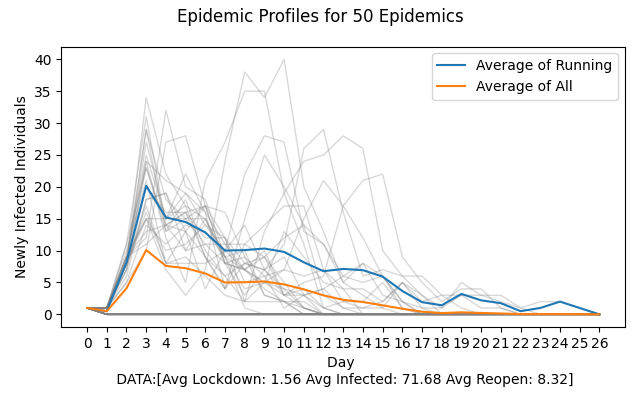 Epidemic Profiles for 50 Epidemics
Newly Infected Individuals
40
35
30
25
20
15
10
5
0
Average of Running
Average of All
0 1 2 3 4 5 6 7 8 9 10 11 12 13 14 15 16 17 18 19 20 21 22 23 24 25 26
Day
DATA:[Avg Lockdown: 1.56 Avg Infected: 71.68 Avg Reopen: 8.32]